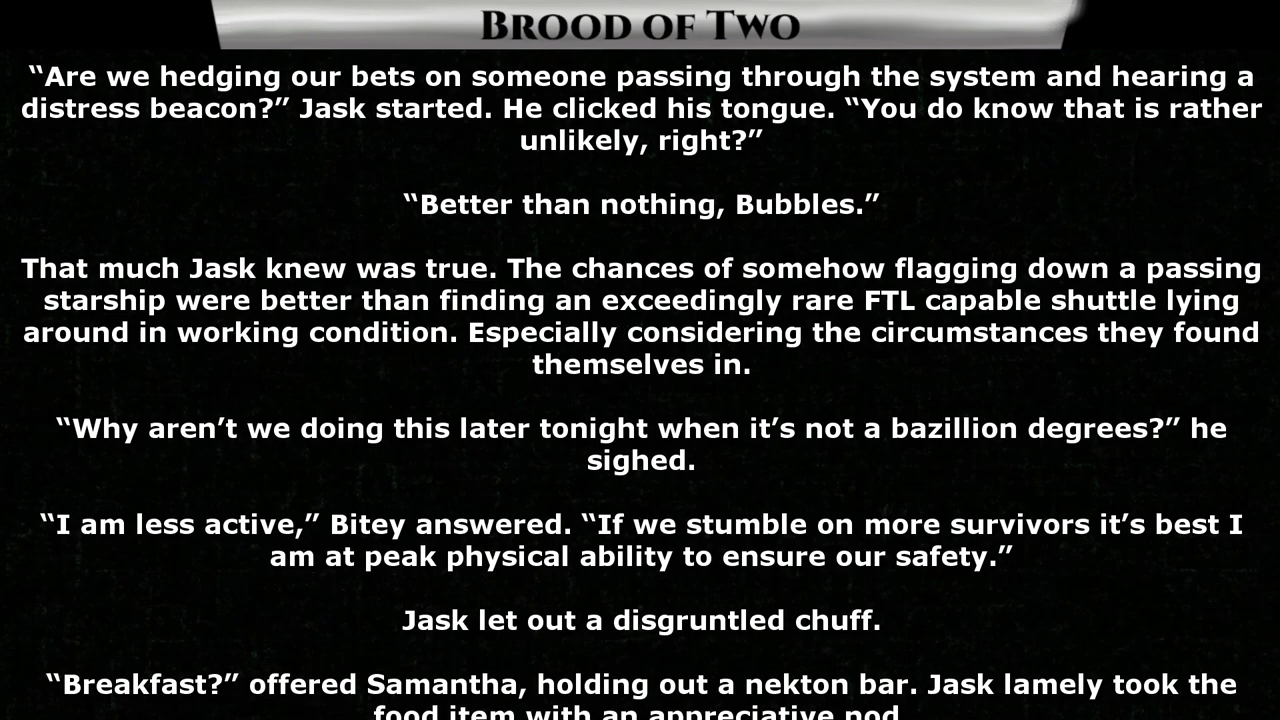 Brood of Two
“Are we hedging our bets on someone passing through the system and hearing a
distress beacon?” Jask started. He clicked his tongue. “You do know that is rather
unlikely, right?”
“Better than nothing, Bubbles.”
That much Jask knew was true. The chances of somehow flagging down a passing
starship were better than finding an exceedingly rare FTL capable shuttle lying
around in working condition. Especially considering the circumstances they found
themselves in.
“Why aren’t we doing this later tonight when it’s not a bazillion degrees?” he
sighed.
“I am less active,” Bitey answered. “If we stumble on more survivors it’s best I
am at peak physical ability to ensure our safety.”
Jask let out a disgruntled chuff.
“Breakfast?” offered Samantha, holding out a nekton bar. Jask lamely took the
food item with an appreciative nod.